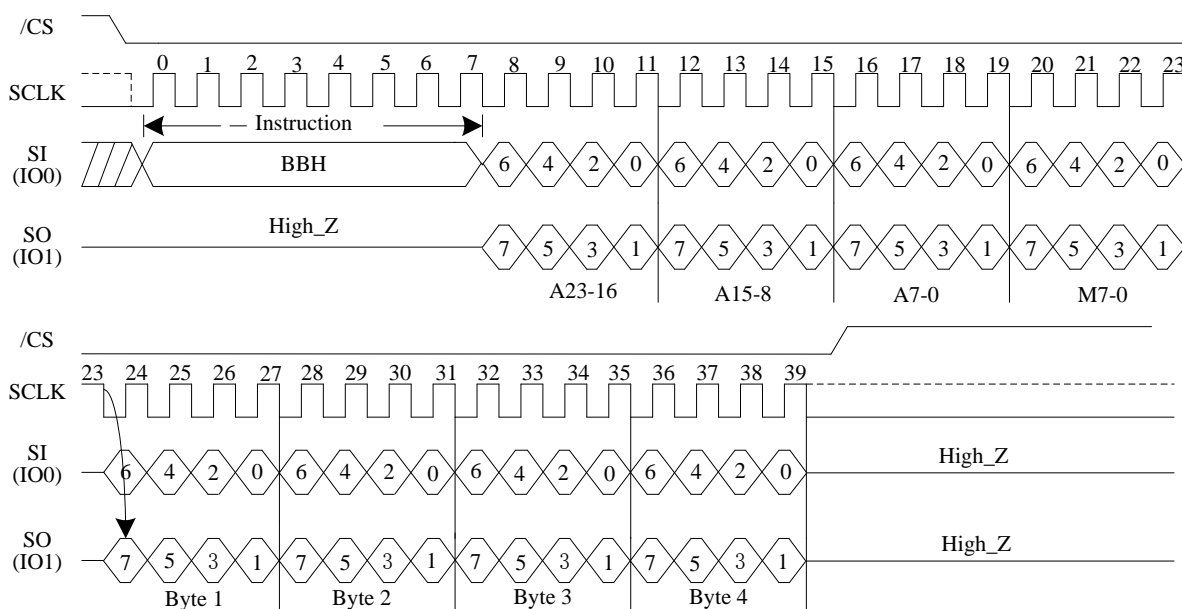 /CS
0 1 2 3 4 5 6 7 8 9 10 11 12 13 14 15 16 17 18 19 20 21 22 23
SCLK
Instruction
SI
(IO0)
BBH
6 4 2 0 6 4 2 0 6 4 2 0 6 4 2 0
High_Z
SO
(IO1)
7 5 3 1 7 5 3 1 7 5 3 1 7 5 3 1
A23-16 A15-8 A7-0 M7-0
/CS
23 24 25 26 27 28 29 30 31 32 33 34 35 36 37 38 39
SCLK
SI
(IO0)
6 4 2 0 6 4 2 0 6 4 2 0 6 4 2 0
High_Z
SO
(IO1)
7 5 3 1 7 5 3 1 7 5 3 1 7 5 3 1
High_Z
Byte 1 Byte 2 Byte 3 Byte 4